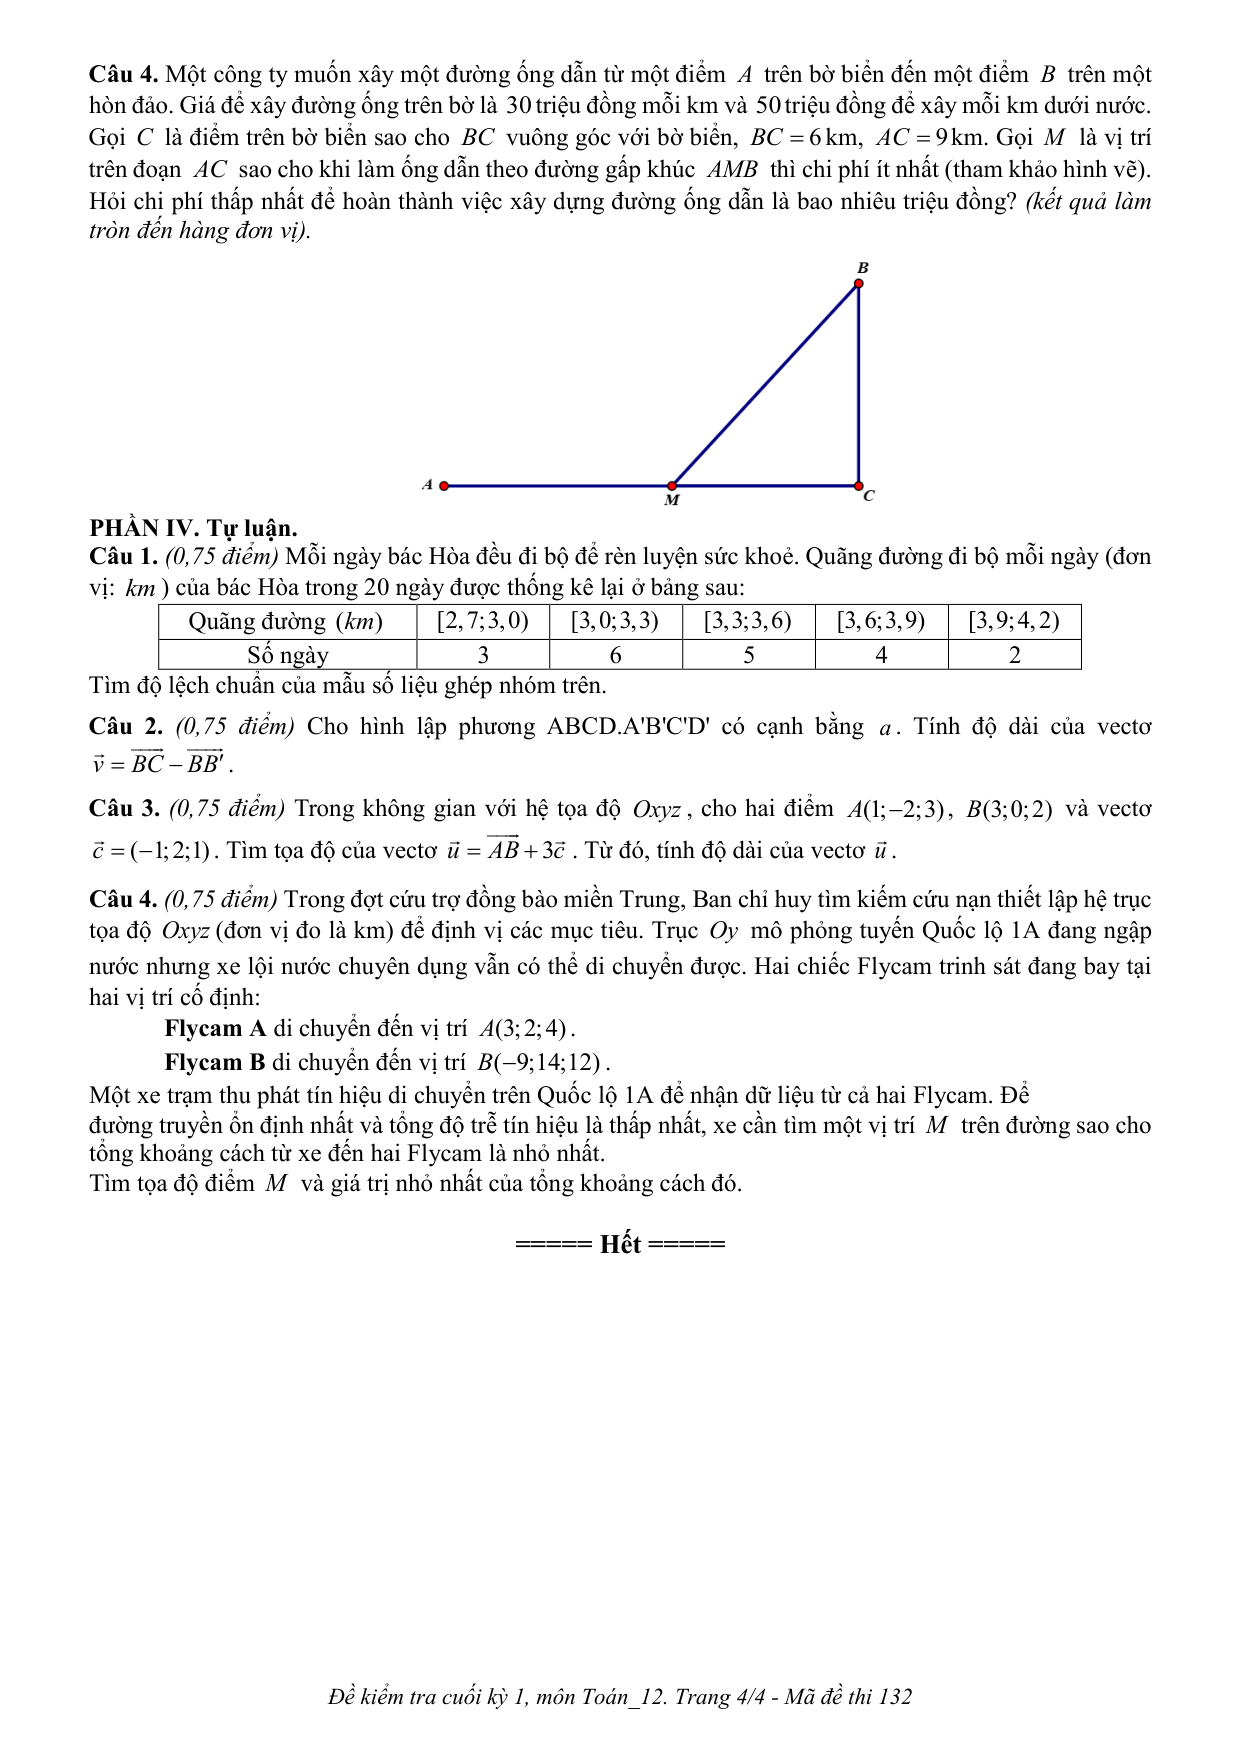 Câu 4. Một công ty muốn xây một đường ống dẫn từ một điểm A trên bờ biển đến một điểm B trên một
hòn đảo. Giá để xây đường ống trên bờ là 30 triệu đồng mỗi km và 50 triệu đồng để xây mỗi km dưới nước.
Gọi C là điểm trên bờ biển sao cho BC vuông góc với bờ biển, BC = 6 km, AC = 9 km. Gọi M là vị trí
trên đoạn AC sao cho khi làm ống dẫn theo đường gấp khúc AMB thì chi phí ít nhất (tham khảo hình vẽ).
Hỏi chi phí thấp nhất để hoàn thành việc xây dựng đường ống dẫn là bao nhiêu triệu đồng? (kết quả làm
tròn đến hàng đơn vị).
B
A
M
C
PHẦN IV. Tự luận.
Câu 1. (0,75 điểm) Mỗi ngày bác Hòa đều đi bộ để rèn luyện sức khoẻ. Quãng đường đi bộ mỗi ngày (đơn
vị: km ) của bác Hòa trong 20 ngày được thống kê lại ở bảng sau:
Quãng đường (km) [2,7;3,0) [3,0;3,3) [3,3;3,6) [3,6;3,9) [3,9;4,2)
Số ngày 3 6 5 4 2
Tìm độ lệch chuẩn của mẫu số liệu ghép nhóm trên.
Câu 2. (0,75 điểm) Cho hình lập phương ABCD.A'B'C'D' có cạnh bằng a. Tính độ dài của vectơ
v⃗ = BC⃗ − BB'⃗.
Câu 3. (0,75 điểm) Trong không gian với hệ tọa độ Oxyz, cho hai điểm A(1;−2;3), B(3;0;2) và vectơ
c⃗ = (−1;2;1). Tìm tọa độ của vectơ u⃗ = AB⃗ + 3c⃗. Từ đó, tính độ dài của vectơ u⃗.
Câu 4. (0,75 điểm) Trong đợt cứu trợ đồng bào miền Trung, Ban chỉ huy tìm kiếm cứu nạn thiết lập hệ trục
tọa độ Oxyz (đơn vị đo là km) để định vị các mục tiêu. Trục Oy mô phỏng tuyến Quốc lộ 1A đang ngập
nước nhưng xe lội nước chuyên dụng vẫn có thể di chuyển được. Hai chiếc Flycam trinh sát đang bay tại
hai vị trí cố định:
Flycam A di chuyển đến vị trí A(3;2;4).
Flycam B di chuyển đến vị trí B(−9;14;12).
Một xe trạm thu phát tín hiệu di chuyển trên Quốc lộ 1A để nhận dữ liệu từ cả hai Flycam. Để
đường truyền ổn định nhất và tổng độ trễ tín hiệu là thấp nhất, xe cần tìm một vị trí M trên đường sao cho
tổng khoảng cách từ xe đến hai Flycam là nhỏ nhất.
Tìm tọa độ điểm M và giá trị nhỏ nhất của tổng khoảng cách đó.
===== Hết =====
Đề kiểm tra cuối kỳ 1, môn Toán_12. Trang 4/4 - Mã đề thi 132